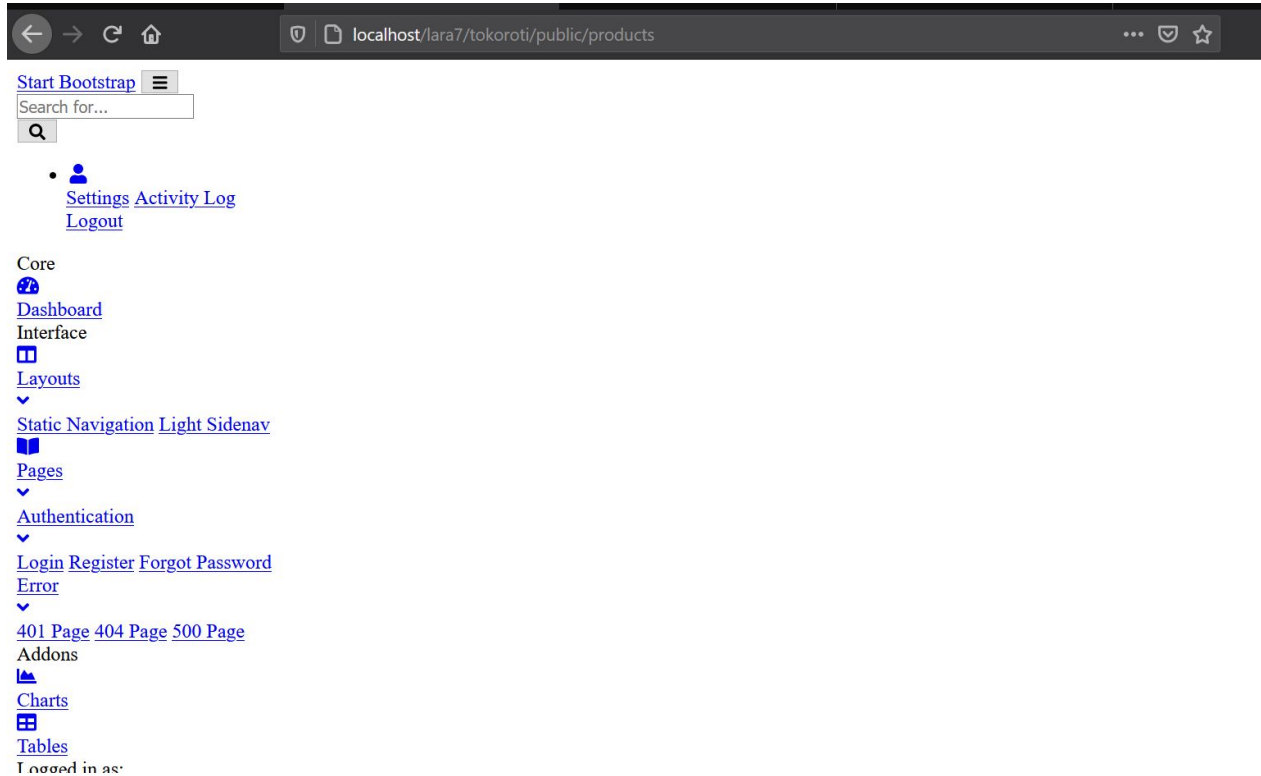 localhost/lara7/tokoroti/public/products
Start Bootstrap
Search for...
Settings Activity Log
Logout
Core
Dashboard
Interface
Layouts
Static Navigation Light Sidenav
Pages
Authentication
Login Register Forgot Password
Error
401 Page 404 Page 500 Page
Addons
Charts
Tables
Logged in as: